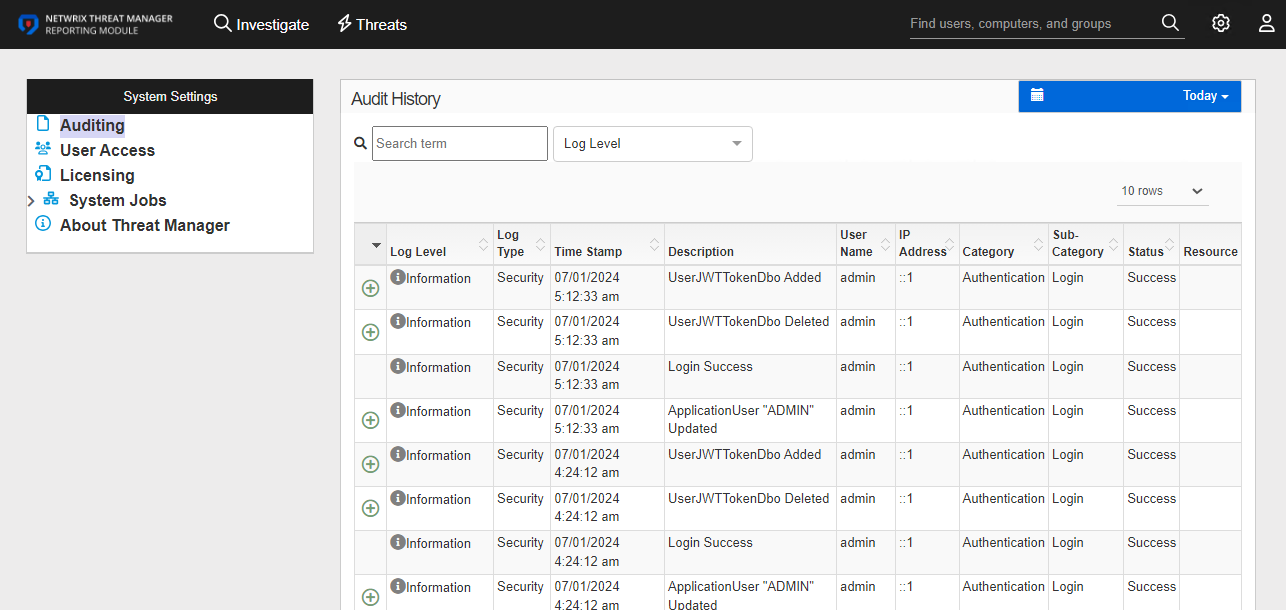 NETWRIX THREAT MANAGER
REPORTING MODULE
Investigate
Threats
Find users, computers, and groups
System Settings
Auditing
User Access
Licensing
System Jobs
About Threat Manager
Audit History
Today
Search term
Log Level
10 rows
Log Level
Log Type
Time Stamp
Description
User Name
IP Address
Category
Sub-Category
Status
Resource
Information Security 07/01/2024 5:12:33 am UserJWTTokenDbo Added admin ::1 Authentication Login Success
Information Security 07/01/2024 5:12:33 am UserJWTTokenDbo Deleted admin ::1 Authentication Login Success
Information Security 07/01/2024 5:12:33 am Login Success admin ::1 Authentication Login Success
Information Security 07/01/2024 5:12:33 am ApplicationUser "ADMIN" Updated admin ::1 Authentication Login Success
Information Security 07/01/2024 4:24:12 am UserJWTTokenDbo Added admin ::1 Authentication Login Success
Information Security 07/01/2024 4:24:12 am UserJWTTokenDbo Deleted admin ::1 Authentication Login Success
Information Security 07/01/2024 4:24:12 am Login Success admin ::1 Authentication Login Success
Information Security 07/01/2024 4:24:12 am ApplicationUser "ADMIN" Updated admin ::1 Authentication Login Success